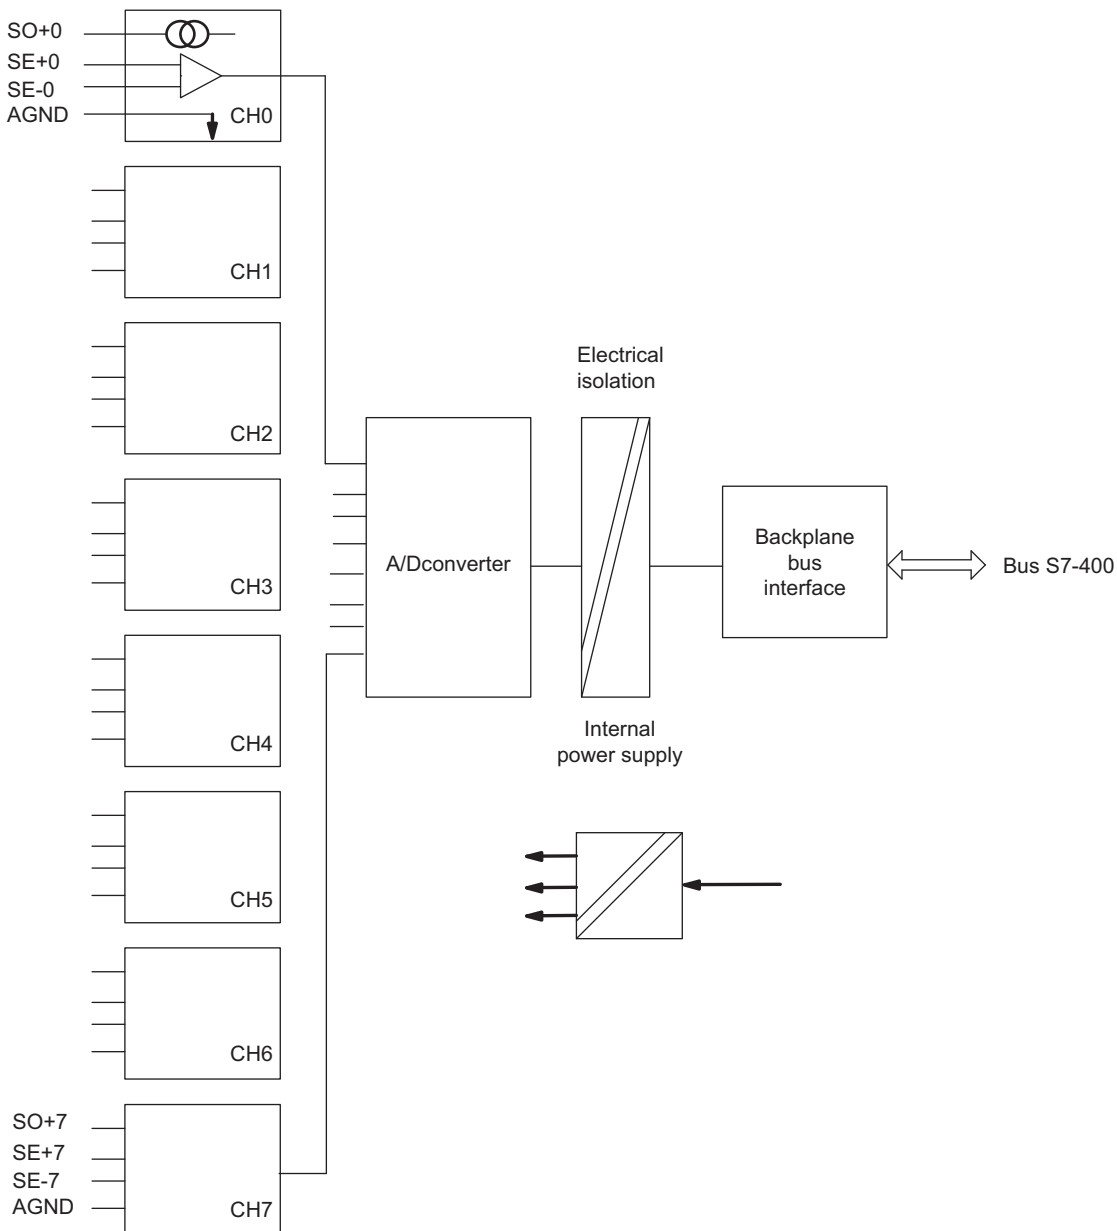 SO+0
SE+0
SE-0
AGND
CH0
CH1
CH2
CH3
CH4
CH5
CH6
SO+7
SE+7
SE-7
AGND
CH7
A/Dconverter
Electrical
isolation
Internal
power supply
Backplane
bus
interface
Bus S7-400